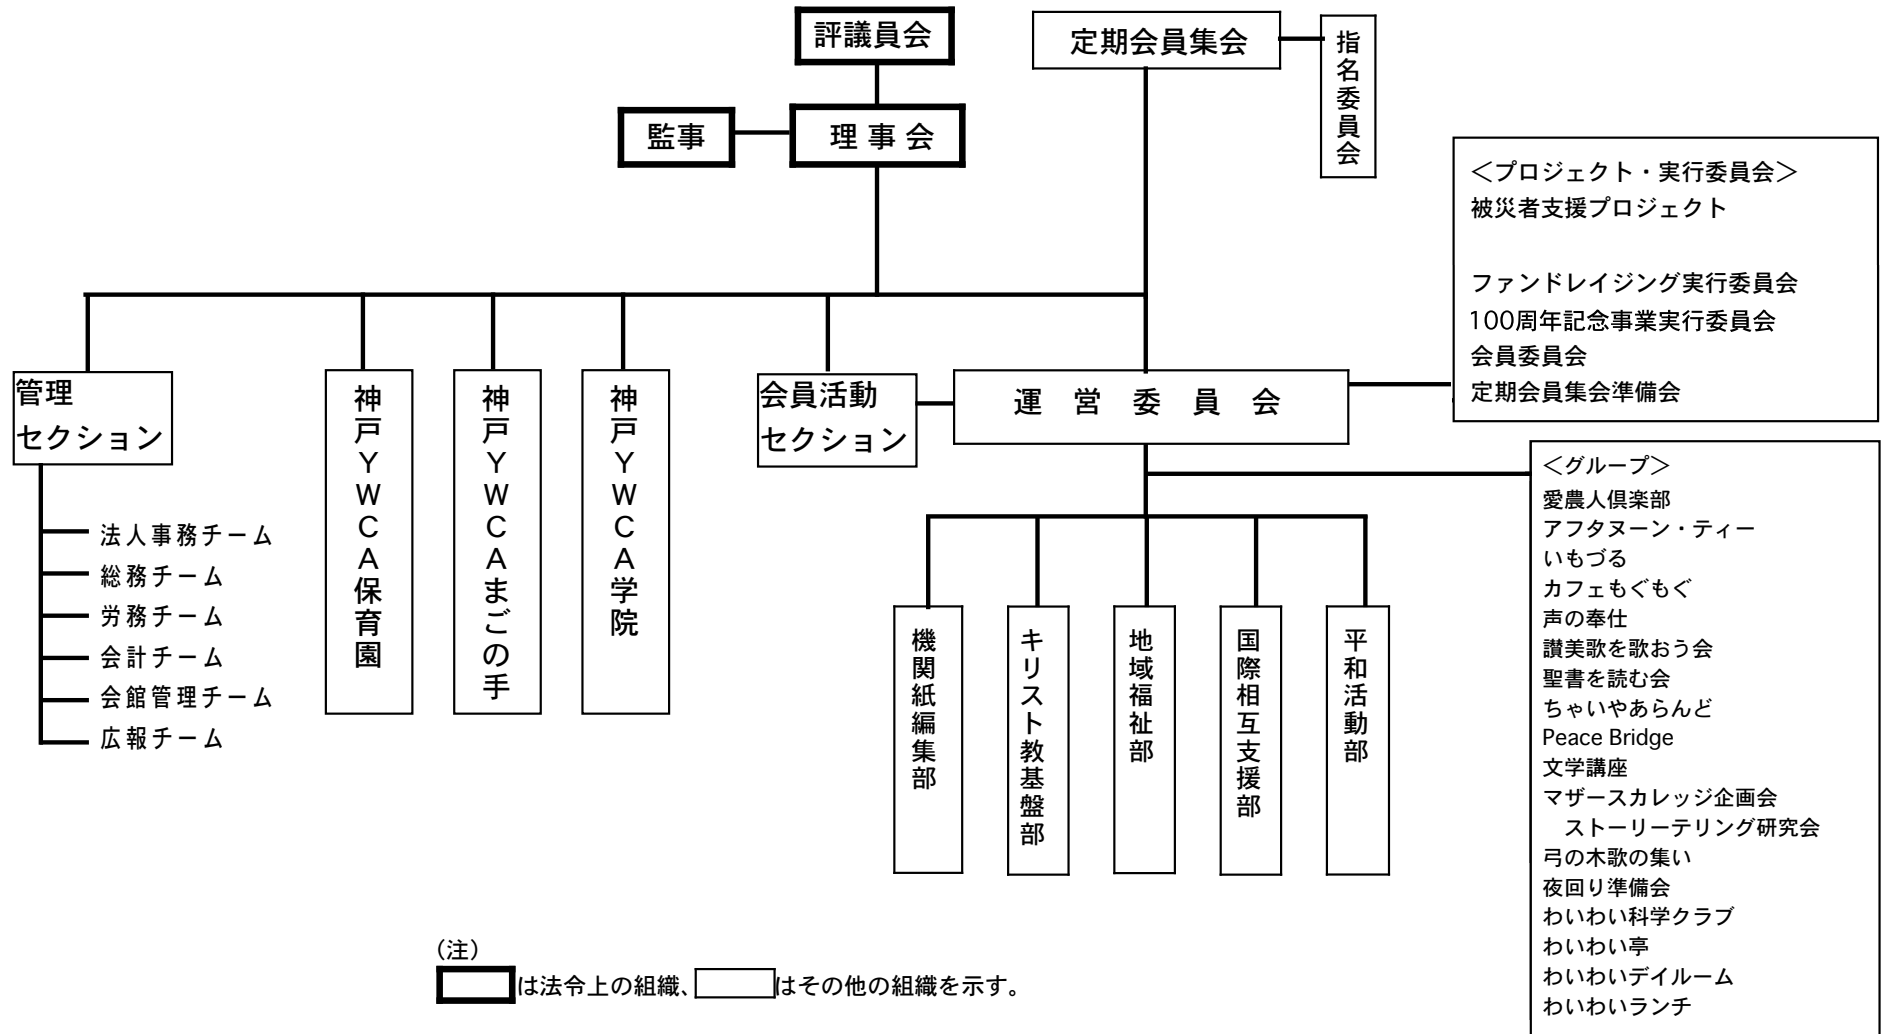 評議員会
定期会員集会
指名委員会
監事
理事会
＜プロジェクト・実行委員会＞
被災者支援プロジェクト
ファンドレイジング実行委員会
100周年記念事業実行委員会
会員委員会
定期会員集会準備会
管理
セクション
神戸YWCA保育園
神戸YWCAまごの手
神戸YWCA学院
会員活動
セクション
運営委員会
法人事務チーム
総務チーム
労務チーム
会計チーム
会館管理チーム
広報チーム
機関紙編集部
キリスト教基盤部
地域福祉部
国際相互支援部
平和活動部
＜グループ＞
愛農人倶楽部
アフタヌーン・ティー
いもづる
カフェもぐもぐ
声の奉仕
讃美歌を歌おう会
聖書を読む会
ちゃいやあらんど
Peace Bridge
文学講座
マザースカレッジ企画会
ストーリーテリング研究会
弓の木歌の集い
夜回り準備会
わいわい科学クラブ
わいわい亭
わいわいデイルーム
わいわいランチ
（注）
は法令上の組織、はその他の組織を示す。